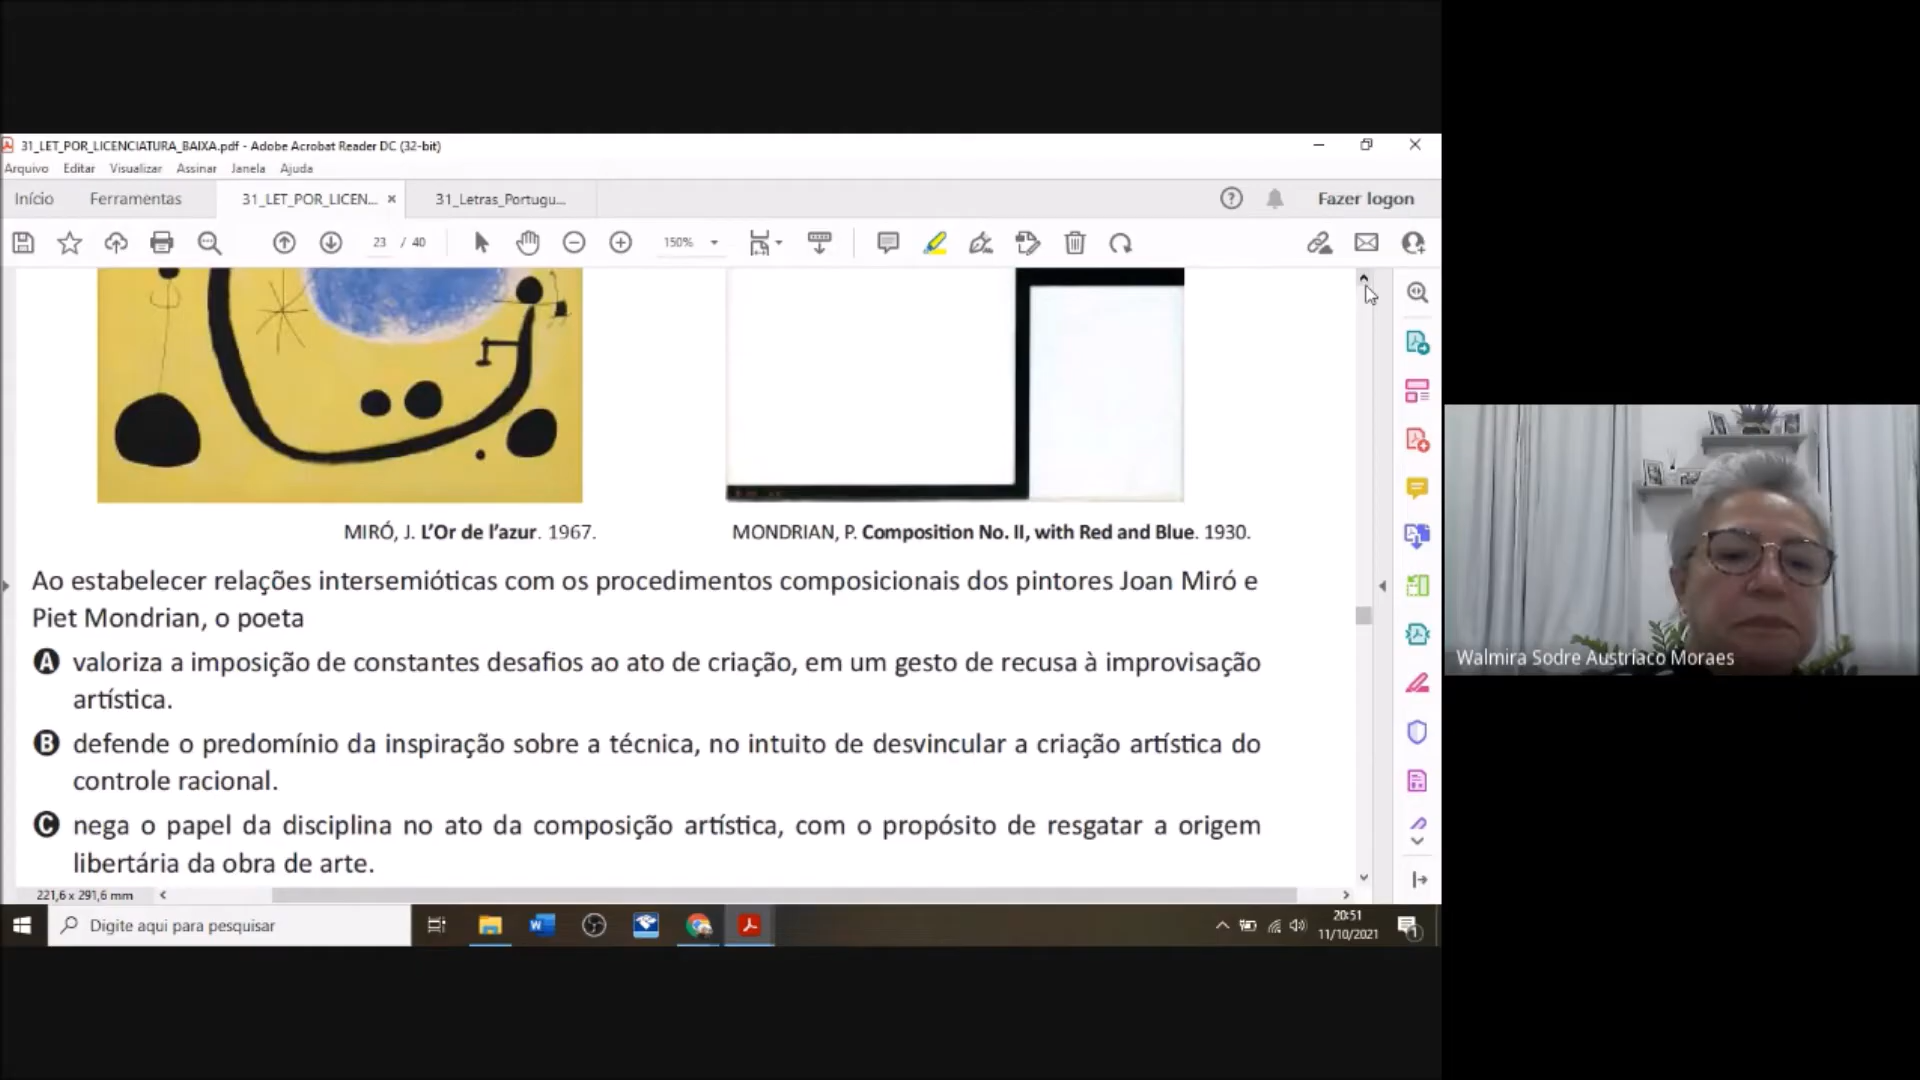 31_LET_POR_LICENCIATURA_BAIXA.pdf - Adobe Acrobat Reader DC (32-bit)
Arquivo Editar Visualizar Assinar Janela Ajuda
Início Ferramentas 31_LET_POR_LICEN... 31_Letras_Portugu... Fazer logon
23 / 40 150%
MIRÓ, J. L'Or de l'azur. 1967. MONDRIAN, P. Composition No. II, with Red and Blue. 1930.
Ao estabelecer relações intersemióticas com os procedimentos composicionais dos pintores Joan Miró e
Piet Mondrian, o poeta
A valoriza a imposição de constantes desafios ao ato de criação, em um gesto de recusa à improvisação
artística.
B defende o predomínio da inspiração sobre a técnica, no intuito de desvincular a criação artística do
controle racional.
C nega o papel da disciplina no ato da composição artística, com o propósito de resgatar a origem
libertária da obra de arte.
221,6 x 291,6 mm
Digite aqui para pesquisar
20:51
11/10/2021
1
Walmira Sodre Austríaco Moraes